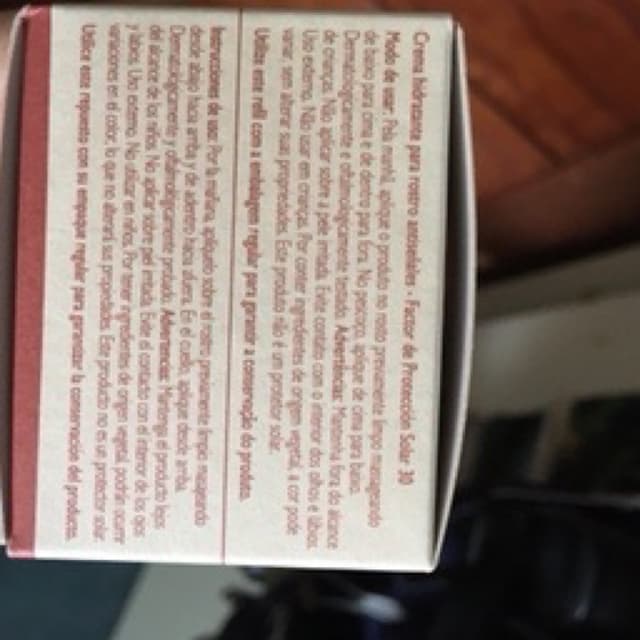 Crema hidratante para rostro antiseñales - Factor de Protección Solar 30
Modo de usar: Pela manhã, aplique o produto no rosto previamente limpo massageando
de baixo para cima e de dentro para fora. No pescoço, aplique de cima para baixo.
Dermatologicamente e oftalmologicamente testado. Advertências: Mantenha fora do alcance
de crianças. Não aplicar sobre a pele irritada. Evite contato com o interior dos olhos e lábios.
Uso externo. Não usar em crianças. Por conter ingredientes de origem vegetal, a cor pode
variar, sem alterar suas propriedades. Este produto não é um protetor solar.
Utilize este refil com a embalagem regular para garantir a conservação do produto.
Instrucciones de uso: Por la mañana, aplíquelo sobre el rostro previamente limpio masajeando
desde abajo hacia arriba y de adentro hacia afuera. En el cuello, aplique desde arriba.
Dermatológicamente y oftalmológicamente probado. Advertencias: Mantenga el producto lejos
del alcance de los niños. No aplicar sobre piel irritada. Evite el contacto con el interior de los ojos
y labios. Uso externo. No utilizar en niños. Por tener ingredientes de origen vegetal, podrán ocurrir
variaciones en el color, lo que no alterará sus propiedades. Este producto no es un protector solar.
Utilice este repuesto con su empaque regular para garantizar la conservación del producto.